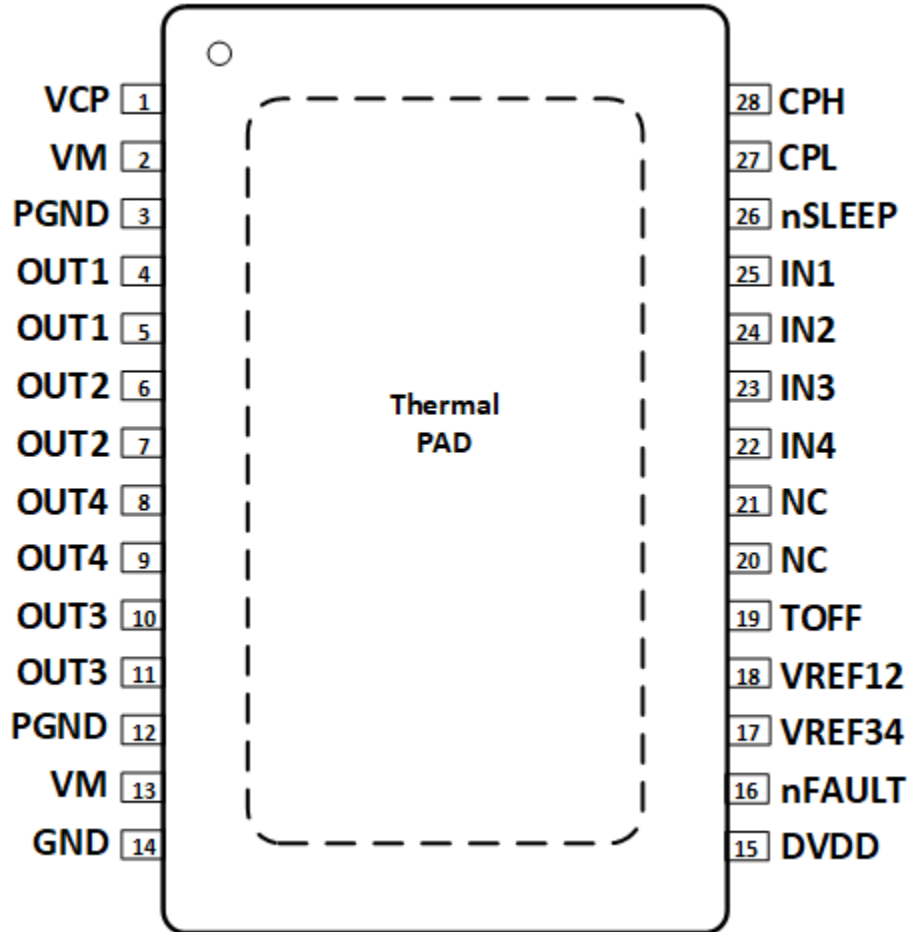 VCP 1
VM 2
PGND 3
OUT1 4
OUT1 5
OUT2 6
OUT2 7
OUT4 8
OUT4 9
OUT3 10
OUT3 11
PGND 12
VM 13
GND 14
Thermal
PAD
28 CPH
27 CPL
26 nSLEEP
25 IN1
24 IN2
23 IN3
22 IN4
21 NC
20 NC
19 TOFF
18 VREF12
17 VREF34
16 nFAULT
15 DVDD